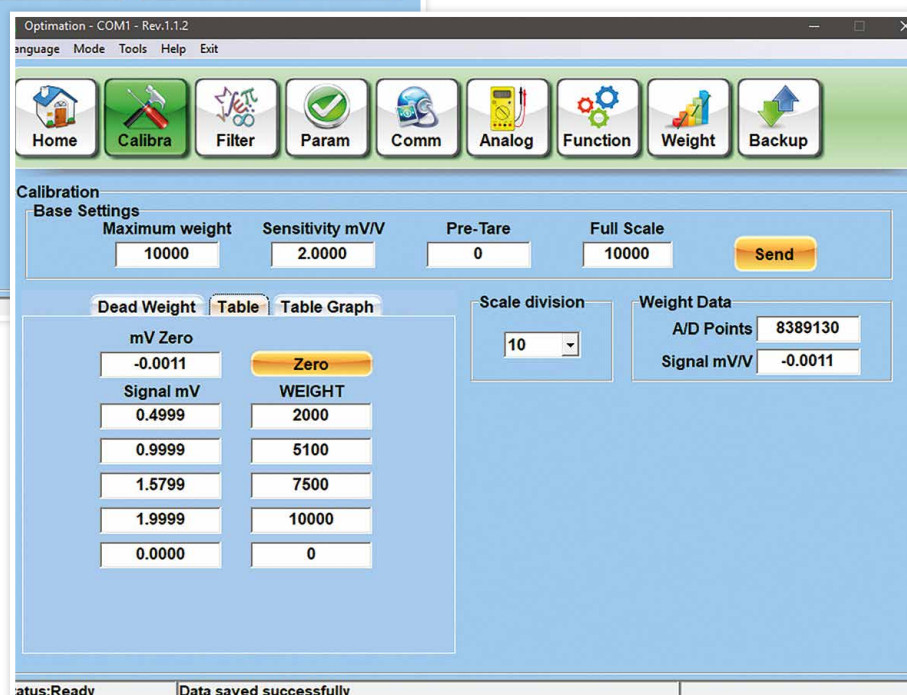 Optimation - COM1 - Rev.1.1.2
anguage Mode Tools Help Exit
Home Calibra Filter Param Comm Analog Function Weight Backup
Calibration
Base Settings
Maximum weight Sensitivity mV/V Pre-Tare Full Scale
10000 2.0000 0 10000 Send
Dead Weight Table Table Graph
mV Zero
-0.0011 Zero
Signal mV WEIGHT
0.4999 2000
0.9999 5100
1.5799 7500
1.9999 10000
0.0000 0
Scale division
10
Weight Data
A/D Points 8389130
Signal mV/V -0.0011
atus:Ready Data saved successfully